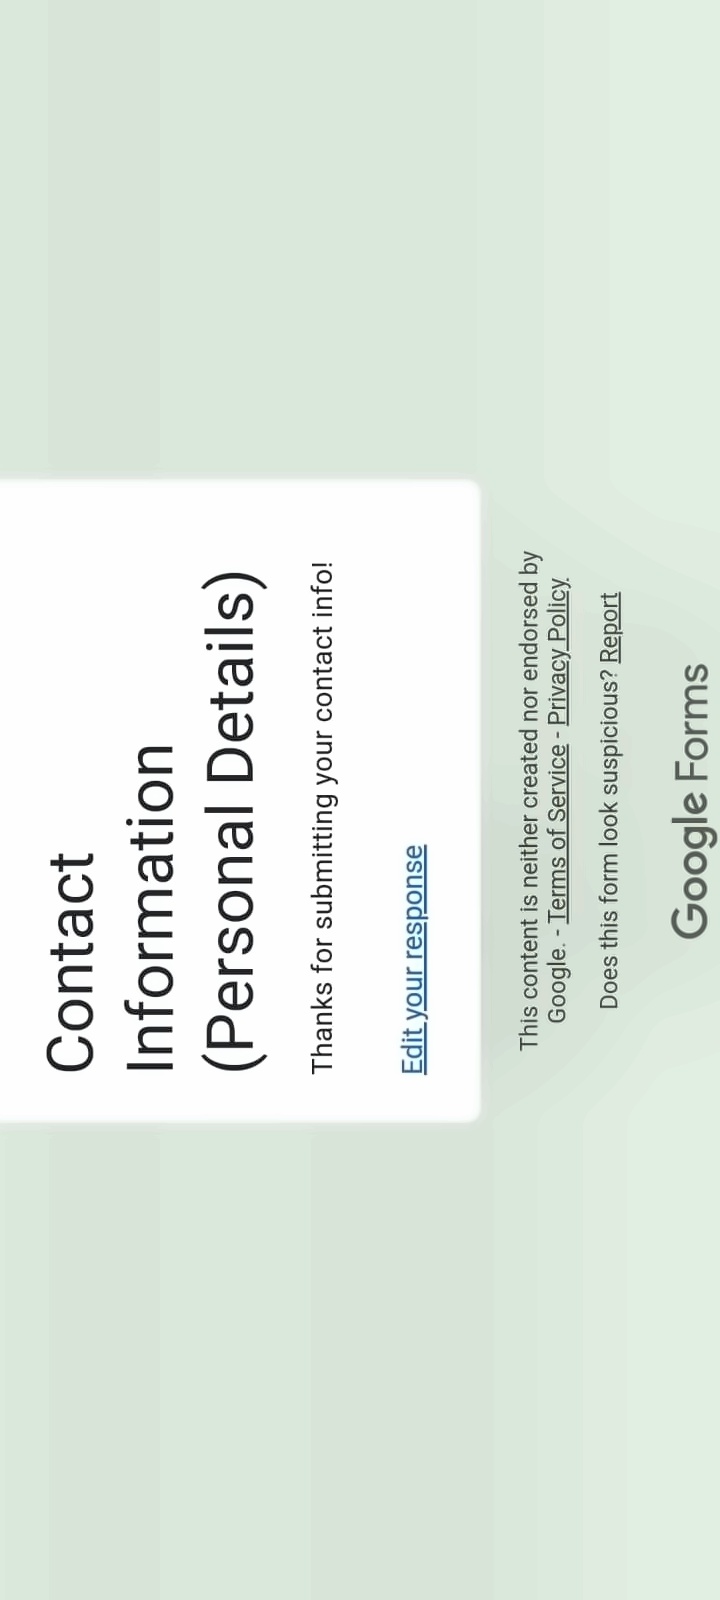 Contact
Information
(Personal Details)
Thanks for submitting your contact info!
Edit your response
This content is neither created nor endorsed by
Google. - Terms of Service - Privacy Policy.
Does this form look suspicious? Report
Google Forms